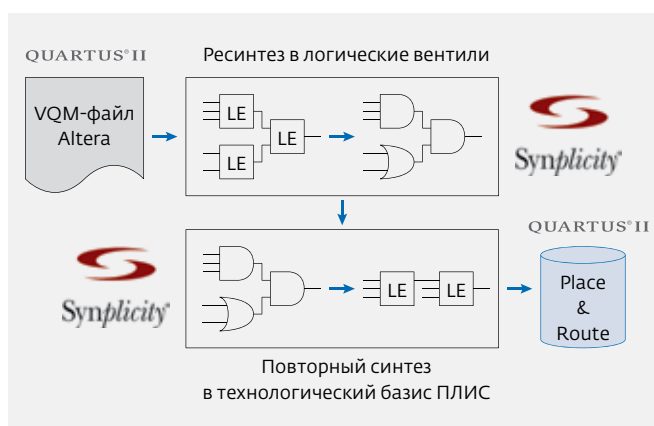 QUARTUS® II
Ресинтез в логические вентили
VQM-файл
Altera
LE
LE
LE
Synplicity®
QUARTUS® II
Synplicity®
LE
LE
Place
&
Route
Повторный синтез
в технологический базис ПЛИС